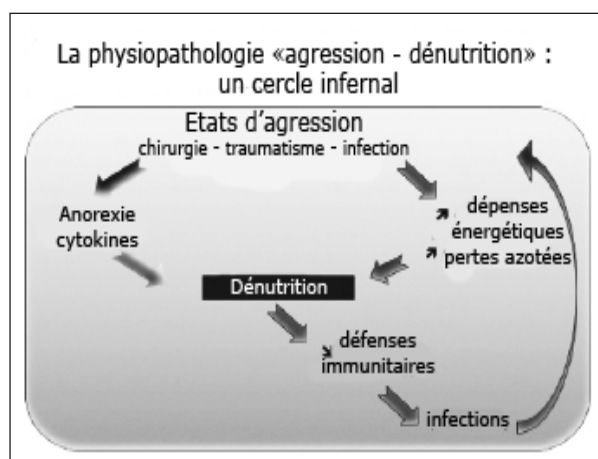 La physiopathologie «agression - dénutrition» :
un cercle infernal
Etats d'agression
chirurgie - traumatisme - infection
Anorexie
cytokines
dépenses
énergétiques
pertes azotées
Dénutrition
défenses
immunitaires
infections